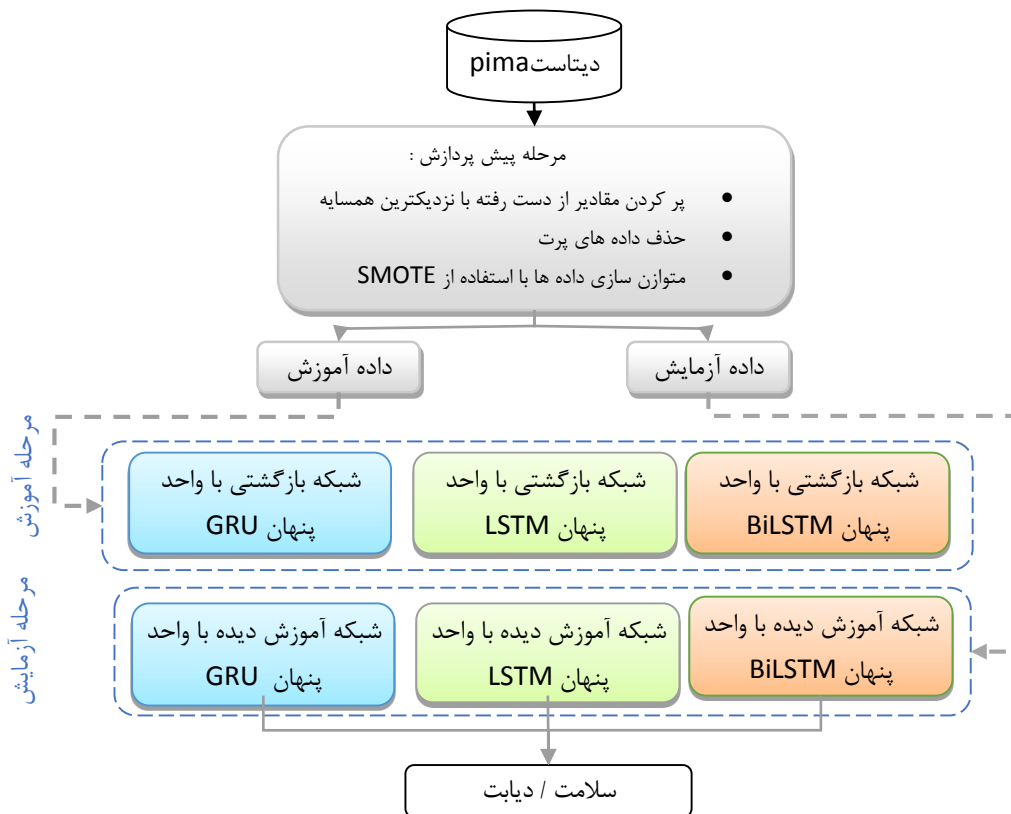 دیتاست pima
مرحله پیش پردازش :
• پر کردن مقادیر از دست رفته با نزدیکترین همسایه
• حذف داده های پرت
• متوازن سازی داده ها با استفاده از SMOTE
داده آزمایش
داده آموزش
مرحله آموزش
شبکه بازگشتی با واحد
پنهان BiLSTM
شبکه بازگشتی با واحد
پنهان LSTM
شبکه بازگشتی با واحد
پنهان GRU
مرحله آزمایش
شبکه آموزش دیده با واحد
پنهان BiLSTM
شبکه آموزش دیده با واحد
پنهان LSTM
شبکه آموزش دیده با واحد
پنهان GRU
سلامت / دیابت